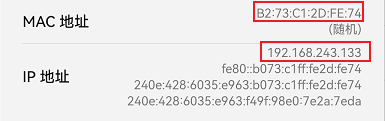 MAC 地址
B2:73:C1:2D:FE:74
(随机)
192.168.243.133
IP 地址
fe80::b073:c1ff:fe2d:fe74
240e:428:6035:e963:b073:c1ff:fe2d:fe74
240e:428:6035:e963:f49f:98e0:7e2a:7eda